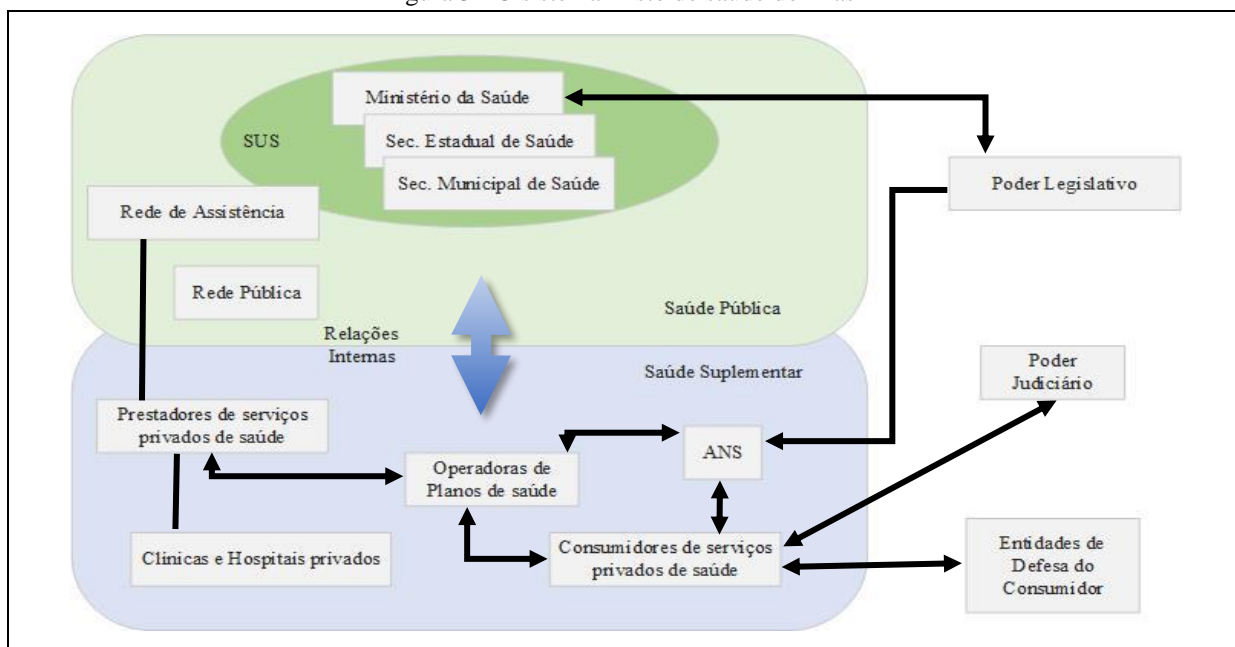 Ministério da Saúde
SUS
Sec. Estadual de Saúde
Sec. Municipal de Saúde
Poder Legislativo
Rede de Assistência
Rede Pública
Saúde Pública
Relações
Internas
Saúde Suplementar
Poder
Judiciário
Prestadores de serviços
privados de saúde
ANS
Operadoras de
Planos de saúde
Clínicas e Hospitais privados
Consumidores de serviços
privados de saúde
Entidades de
Defesa do
Consumidor